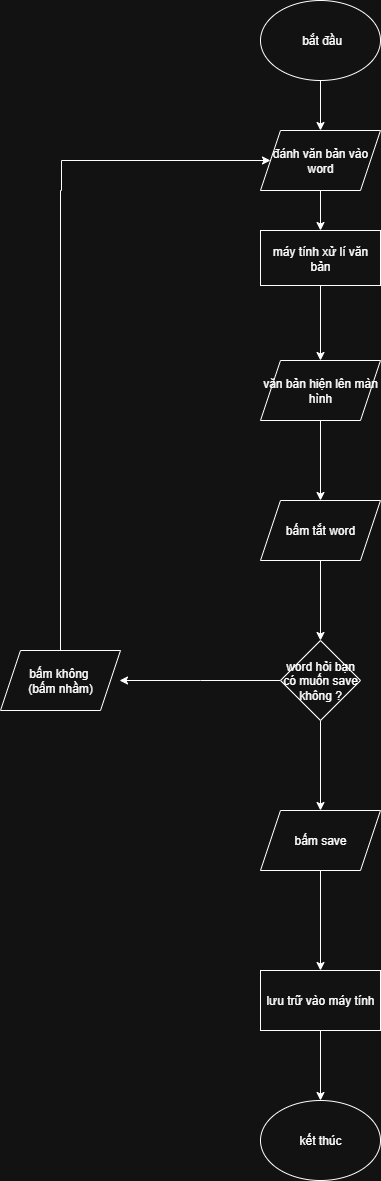 bắt đầu
đánh văn bản vào
word
máy tính xử lí văn
bản
văn bản hiện lên màn
hình
bấm tắt word
word hỏi bạn
có muốn save
không ?
bấm không
(bấm nhầm)
bấm save
lưu trữ vào máy tính
kết thúc